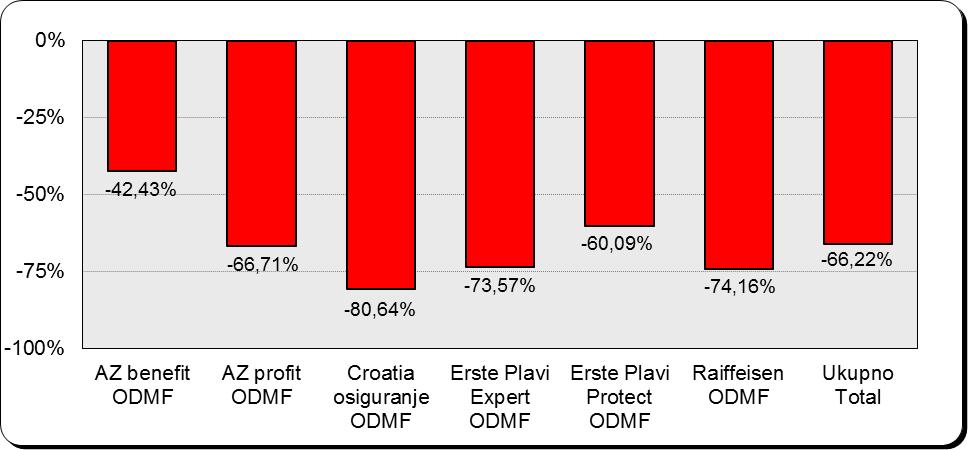 0%
-25%
-50%
-75%
-100%
-42,43%
-66,71%
-80,64%
-73,57%
-60,09%
-74,16%
-66,22%
AZ benefit
ODMF
AZ profit
ODMF
Croatia
osiguranje
ODMF
Erste Plavi
Expert
ODMF
Erste Plavi
Protect
ODMF
Raiffeisen
ODMF
Ukupno
Total